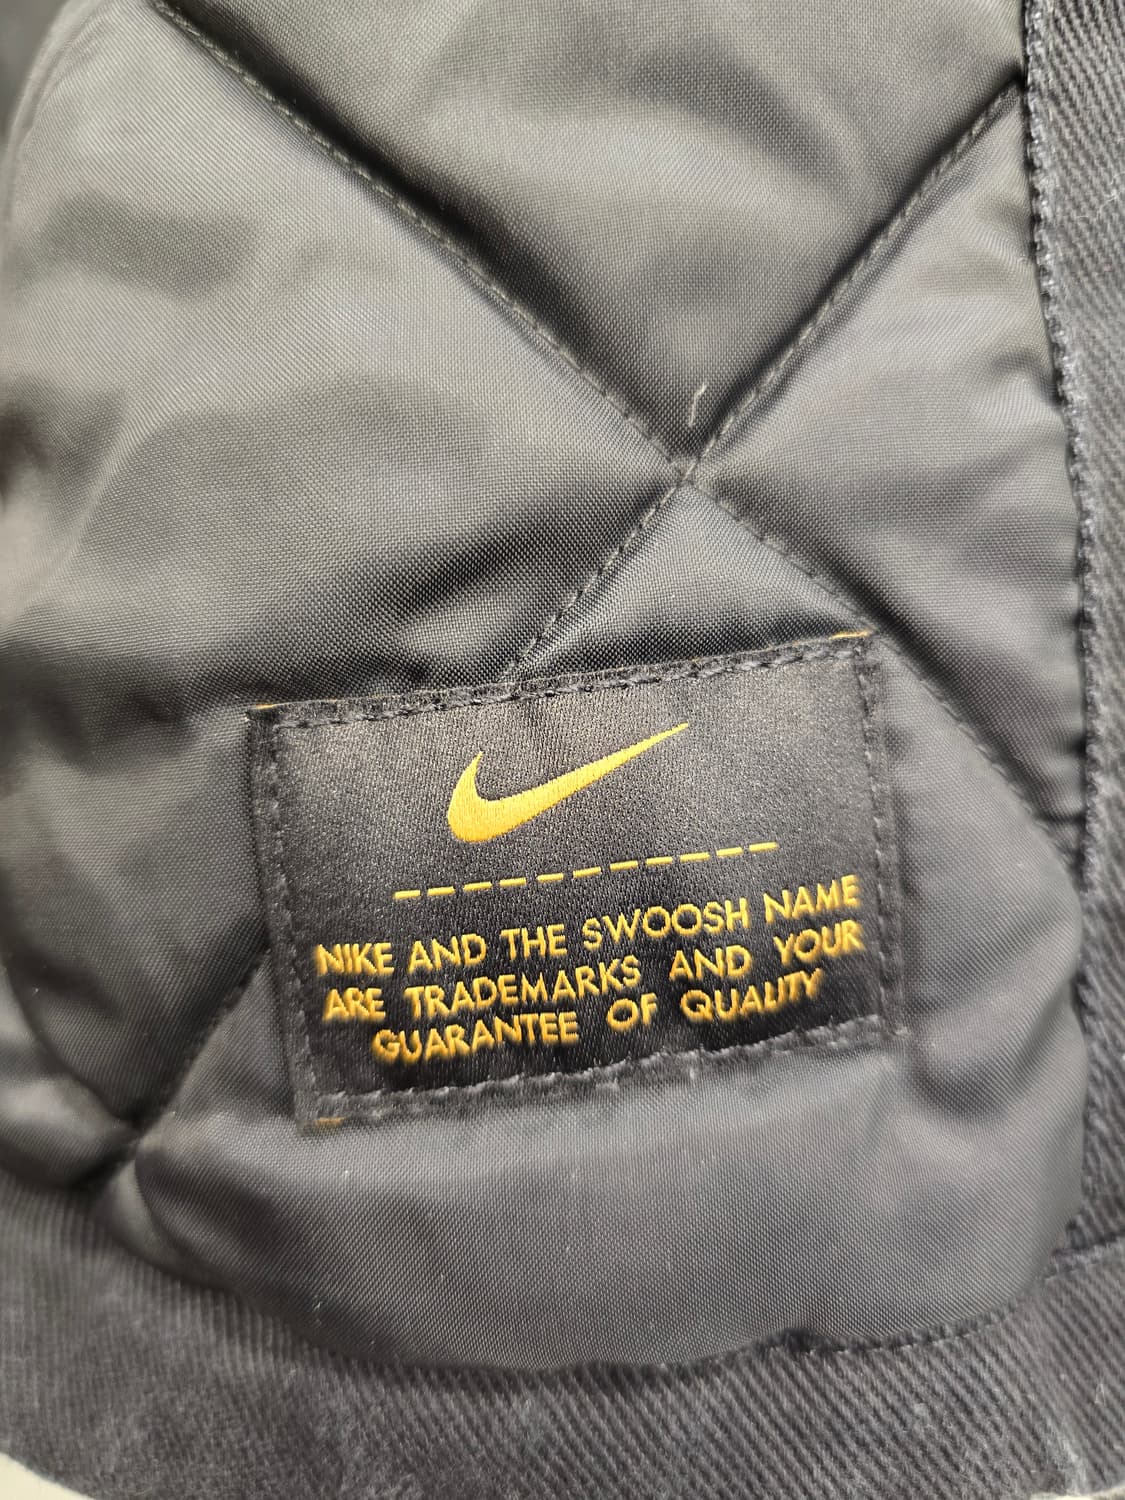 NIKE AND THE SWOOSH NAME
ARE TRADEMARKS AND YOUR
GUARANTEE OF QUALITY